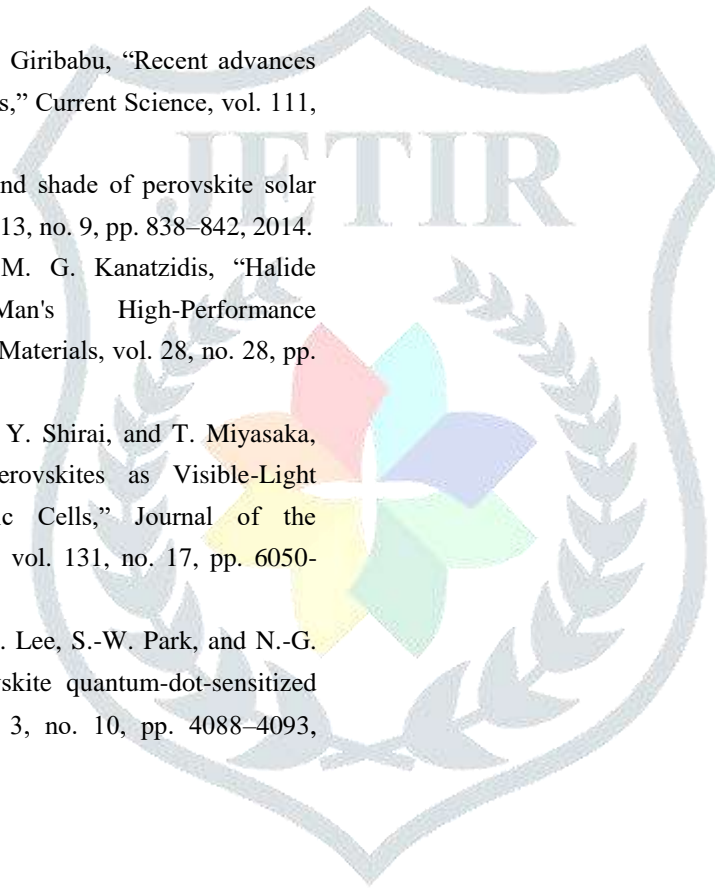 Giribabu, “Recent advances
s,” Current Science, vol. 111,
nd shade of perovskite solar
13, no. 9, pp. 838–842, 2014.
M. G. Kanatzidis, “Halide
Man's High-Performance
Materials, vol. 28, no. 28, pp.
Y. Shirai, and T. Miyasaka,
erovskites as Visible-Light
ic Cells,” Journal of the
vol. 131, no. 17, pp. 6050-
. Lee, S.-W. Park, and N.-G.
vskite quantum-dot-sensitized
3, no. 10, pp. 4088–4093,
JETIR